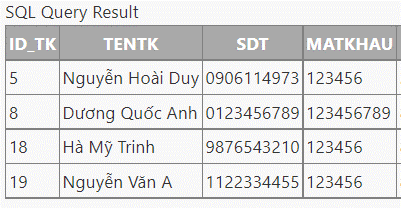 SQL Query Result
ID_TK TENTK SDT MATKHAU
5 Nguyễn Hoài Duy 0906114973 123456
8 Dương Quốc Anh 0123456789 123456789
18 Hà Mỹ Trinh 9876543210 123456
19 Nguyễn Văn A 1122334455 123456